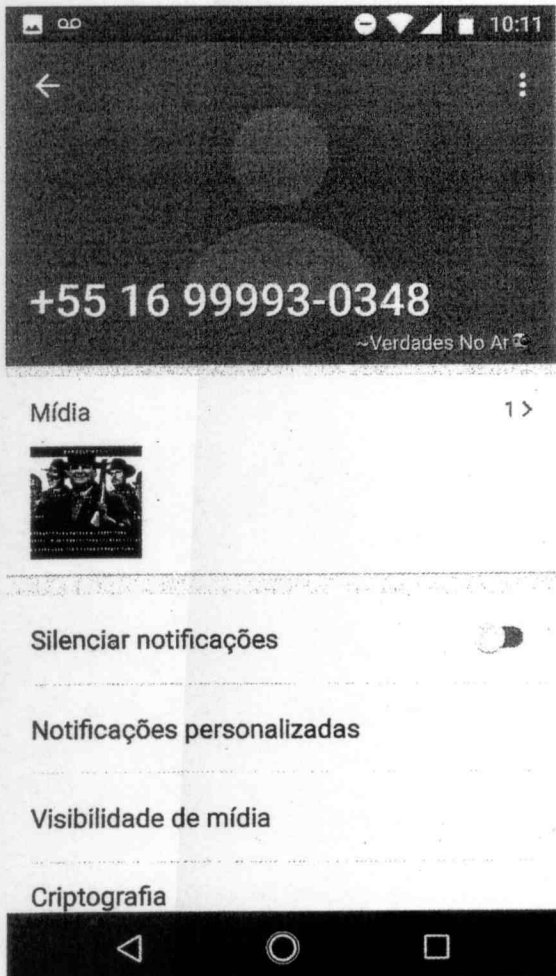 10:11
+55 16 99993-0348
~Verdades No Ar
Mídia
1 >
Silenciar notificações
Notificações personalizadas
Visibilidade de mídia
Criptografia